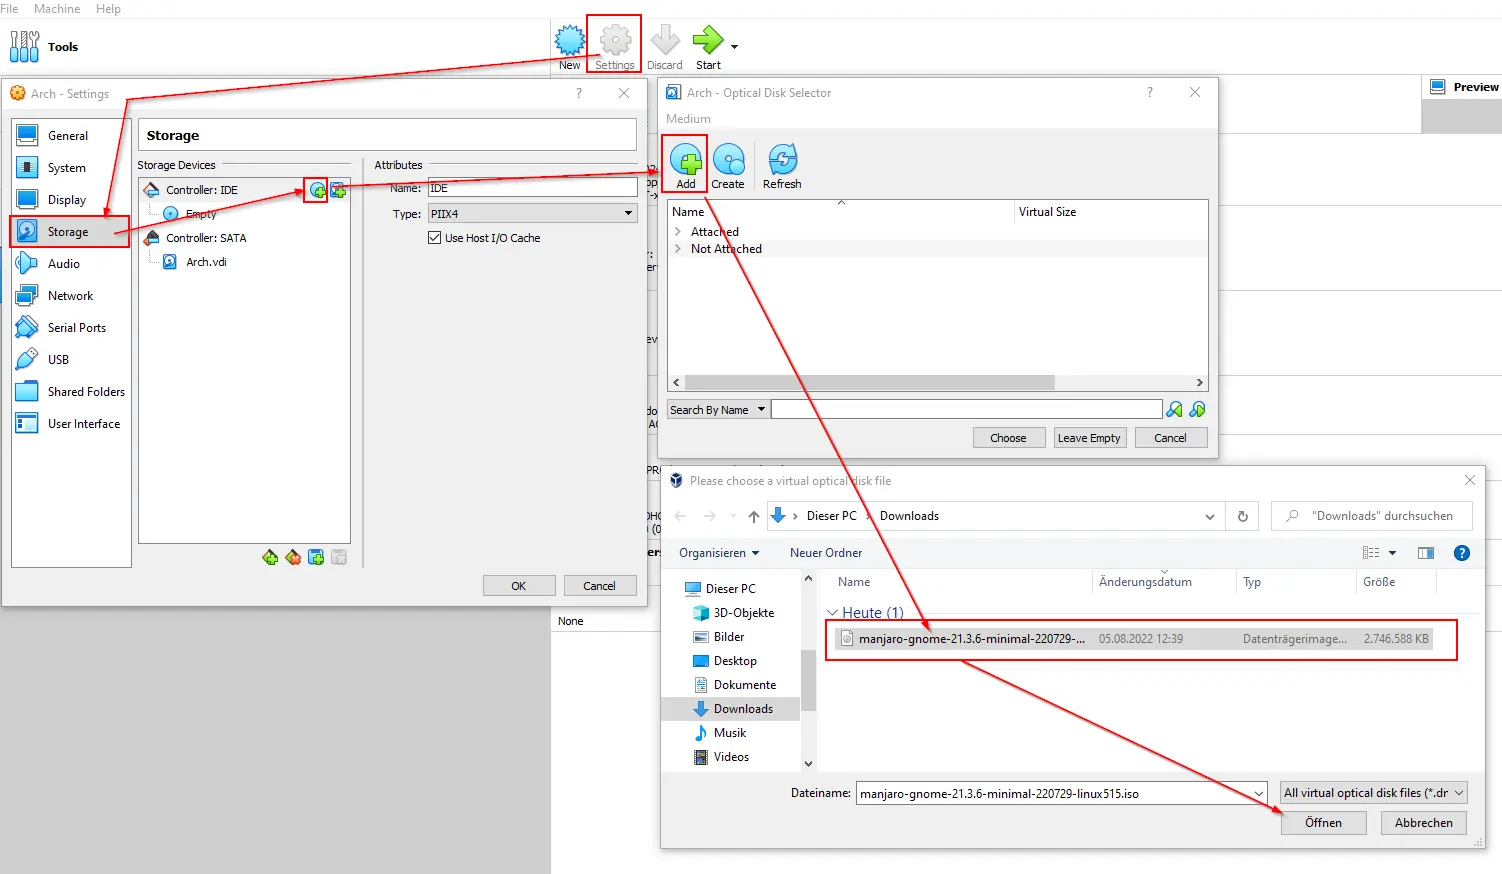 File Machine Help
Tools
New Settings Discard Start
Arch - Settings ?
General
System
Display
Storage
Audio
Network
Serial Ports
USB
Shared Folders
User Interface
Storage
Storage Devices
Controller: IDE
Empty
Controller: SATA
Arch.vdi
Attributes
Name: IDE
Type: PIIX4
Use Host I/O Cache
OK Cancel
Arch - Optical Disk Selector ?
Medium
Add Create Refresh
Name Virtual Size
Attached
Not Attached
Search By Name
Choose Leave Empty Cancel
Preview
None
Please choose a virtual optical disk file
Dieser PC Downloads
"Downloads" durchsuchen
Organisieren Neuer Ordner
?
Dieser PC
3D-Objekte
Bilder
Desktop
Dokumente
Downloads
Musik
Videos
Name Änderungsdatum Typ Größe
Heute (1)
manjaro-gnome-21.3.6-minimal-220729-... 05.08.2022 12:39 Datenträgerimage... 2.746.588 KB
Dateiname: manjaro-gnome-21.3.6-minimal-220729-linux515.iso All virtual optical disk files (*.dr
Öffnen Abbrechen